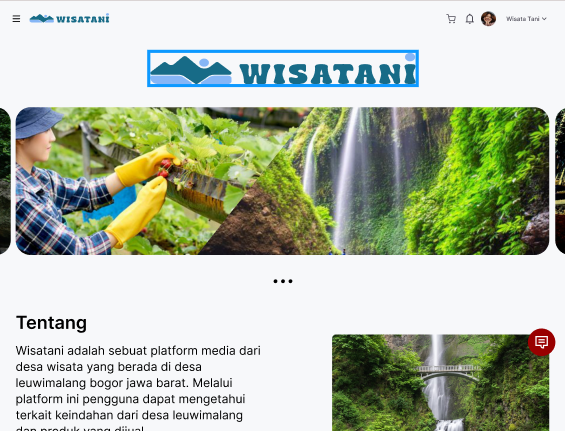 WISATANI
Wisata Tani
WISATANI
Tentang
Wisatani adalah sebuat platform media dari
desa wisata yang berada di desa
leuwimalang bogor jawa barat. Melalui
platform ini pengguna dapat mengetahui
terkait keindahan dari desa leuwimalang
dan produk yang dijual